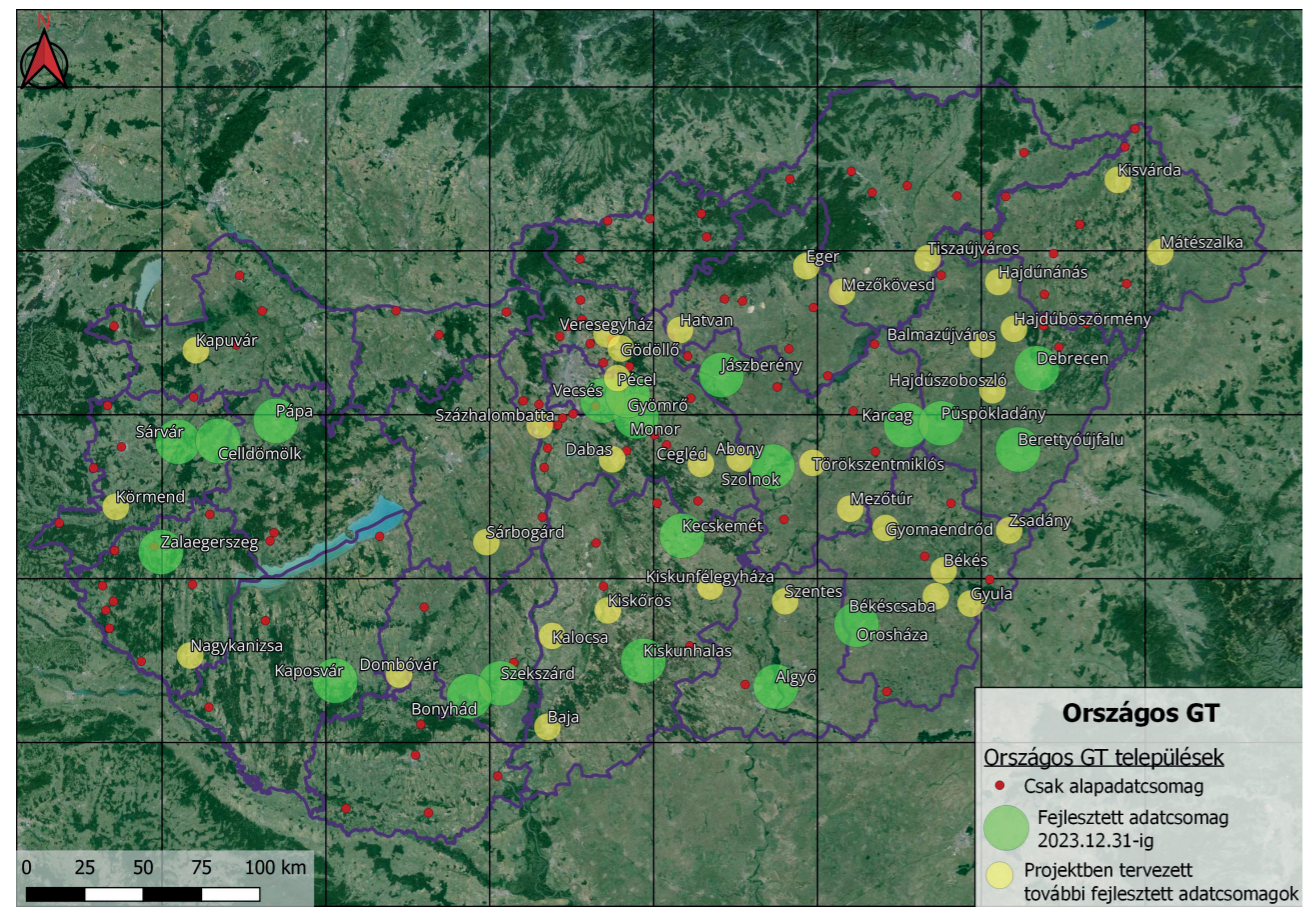 N
Kisvárda
Mátészalka
Tiszaújváros
Eger
Hajdúnánás
Mezőkövesd
Hajdúböszörmény
Veresegyház
Hatvan
Kapuvár
Balmazújváros
Gödöllő
Debrecen
Jászberény
Pécel
Hajdúszoboszló
Vecsés
Gyömrő
Pápa
Százhalombatta
Karcag
Püspökladány
Monor
Sárvár
Berettyóújfalu
Celldömölk
Dabas
Cegléd
Abony
Törökszentmiklós
Szolnok
Körmend
Mezőtúr
Zsadány
Kecskemét
Gyomaendrőd
Sárbogárd
Zalaegerszeg
Békés
Kiskunfélegyháza
Szentes
Gyula
Kiskőrös
Békéscsaba
Orosháza
Kalocsa
Nagykanizsa
Kiskunhalas
Dombóvár
Kaposvár
Szekszárd
Algyő
Bonyhád
Baja
Országos GT
Országos GT települések
Csak alapadatcsomag
Fejlesztett adatcsomag
2023.12.31-ig
Projektben tervezett
további fejlesztett adatcsomagok
0 25 50 75 100 km